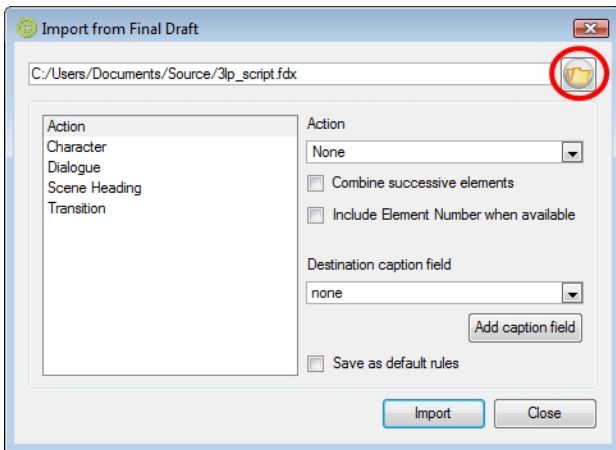 Import from Final Draft
C:/Users/Documents/Source/3lp_script.fdx
Action
Character
Dialogue
Scene Heading
Transition
Action
None
Combine successive elements
Include Element Number when available
Destination caption field
none
Add caption field
Save as default rules
Import
Close